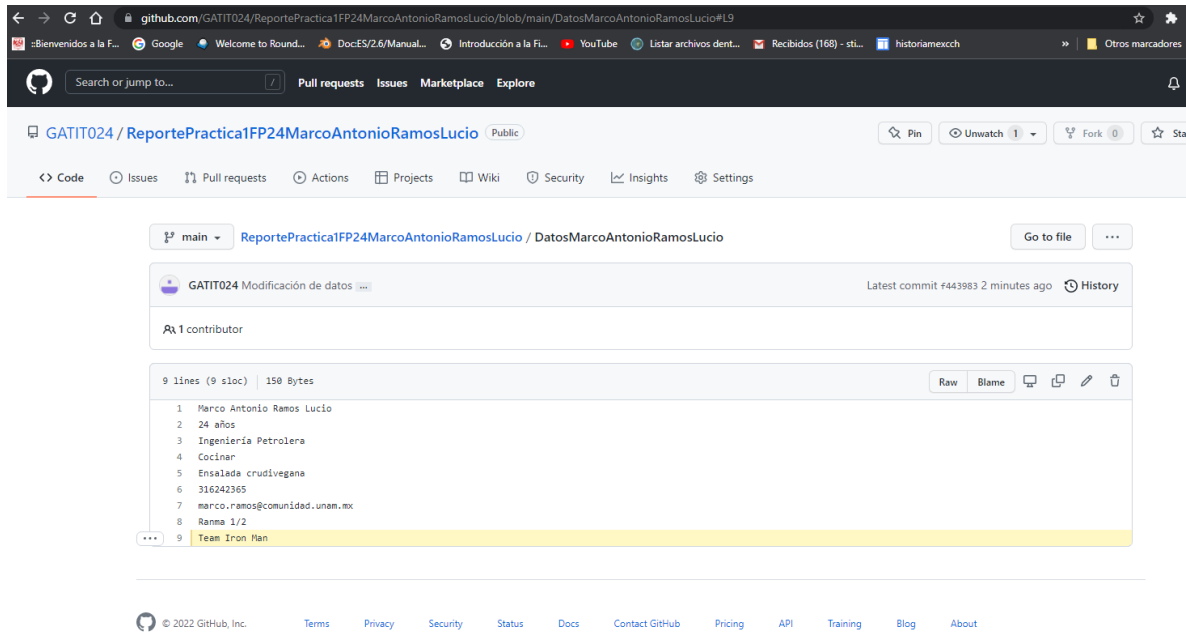 github.com/GATIT024/ReportePractica1FP24MarcoAntonioRamosLucio/blob/main/DatosMarcoAntonioRamosLucio#L9
::Bienvenidos a la F... Google Welcome to Round... Doc:ES/2.6/Manual... Introducción a la Fi... YouTube Listar archivos dent... Recibidos (168) - sti... historiamexcch » Otros marcadores
Search or jump to... / Pull requests Issues Marketplace Explore
GATIT024 / ReportePractica1FP24MarcoAntonioRamosLucio Public Pin Unwatch 1 Fork 0 Sta
<> Code Issues Pull requests Actions Projects Wiki Security Insights Settings
main ReportePractica1FP24MarcoAntonioRamosLucio / DatosMarcoAntonioRamosLucio Go to file ...
GATIT024 Modificación de datos ... Latest commit f443983 2 minutes ago History
1 contributor
9 lines (9 sloc) 150 Bytes Raw Blame
1 Marco Antonio Ramos Lucio
2 24 años
3 Ingeniería Petrolera
4 Cocinar
5 Ensalada crudivegana
6 316242365
7 marco.ramos@comunidad.unam.mx
8 Ranma 1/2
... 9 Team Iron Man
© 2022 GitHub, Inc. Terms Privacy Security Status Docs Contact GitHub Pricing API Training Blog About